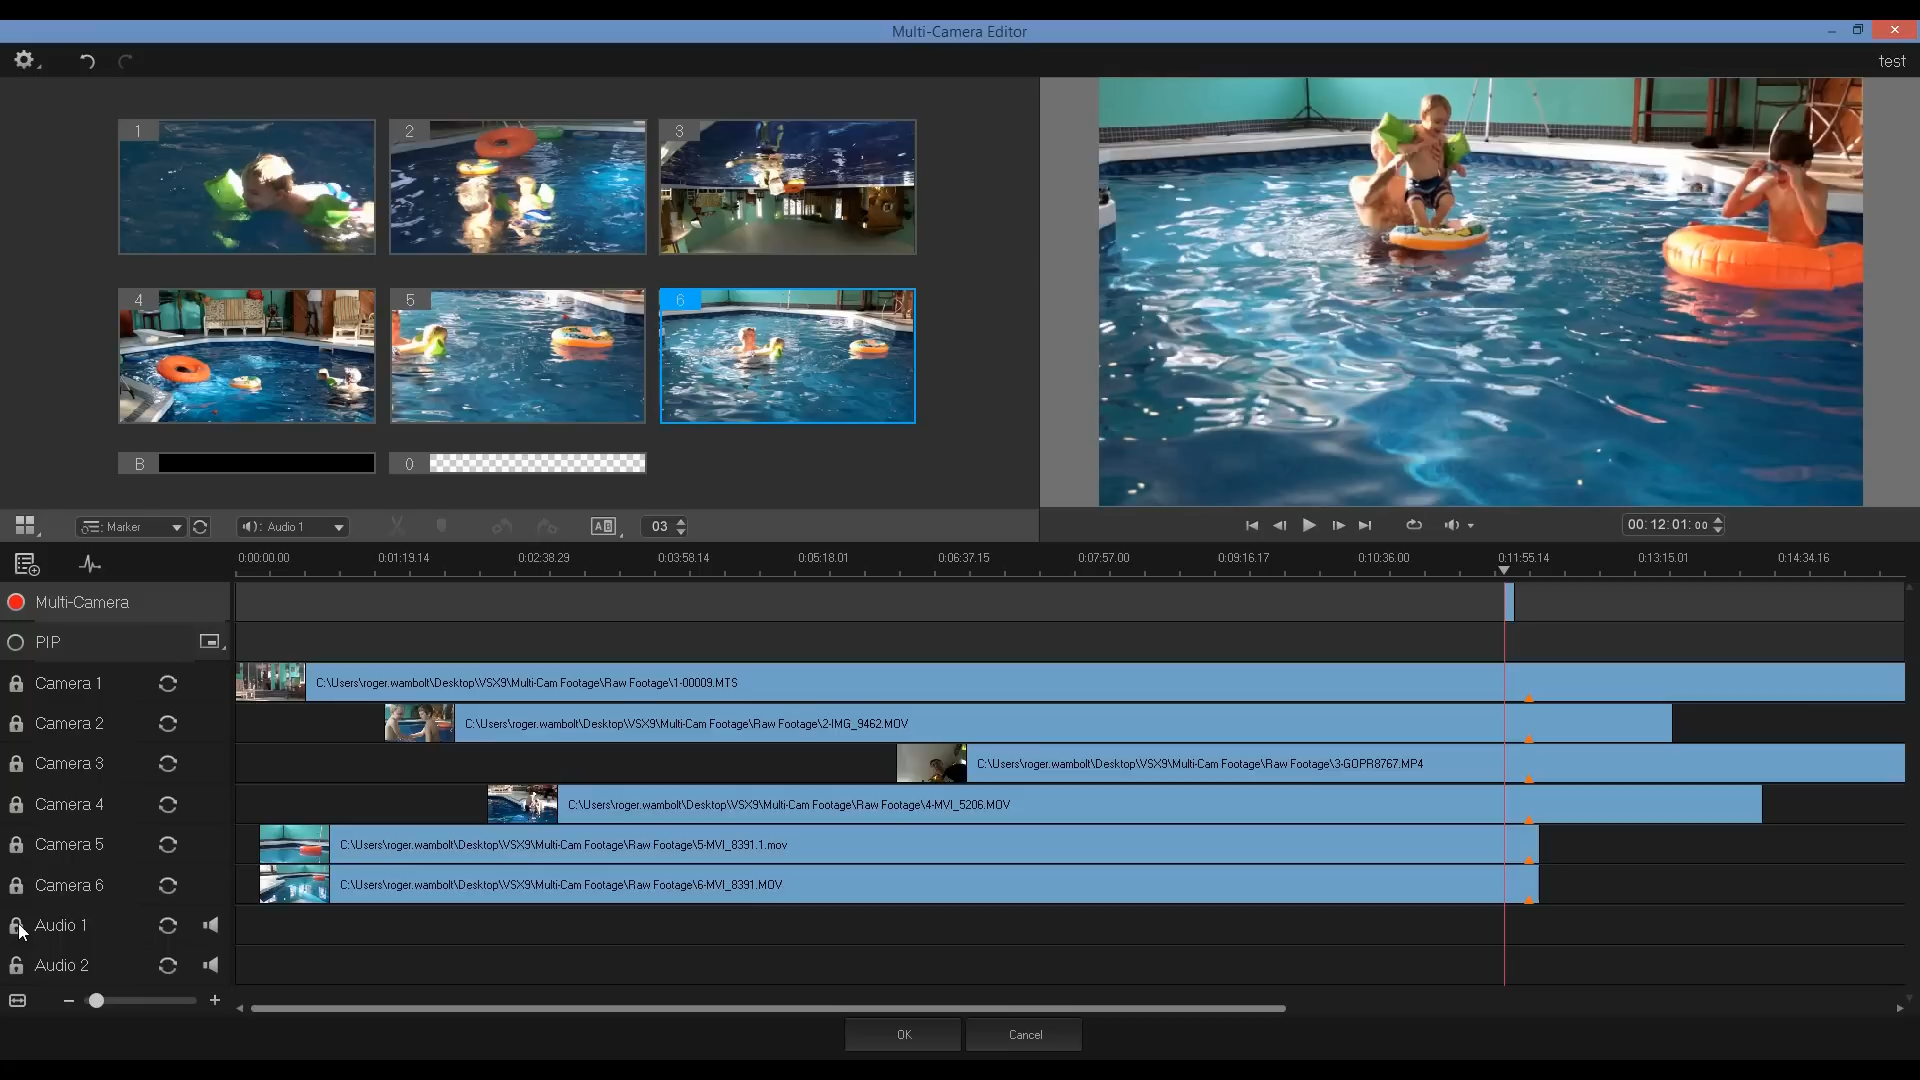 Multi-Camera Editor
test
1
2
3
4
5
6
B
0
Marker
Audio 1
03
00:12:01:00
0:00:00.00 0:01:19.14 0:02:38.29 0:03:58.14 0:05:18.01 0:06:37.15 0:07:57.00 0:09:16.17 0:10:36.00 0:11:55.14 0:13:15.01 0:14:34.16
Multi-Camera
PIP
Camera 1 C:\Users\roger.wambolt\Desktop\VSX9\Multi-Cam Footage\Raw Footage\1-00009.MTS
Camera 2 C:\Users\roger.wambolt\Desktop\VSX9\Multi-Cam Footage\Raw Footage\2-IMG_9462.MOV
Camera 3 C:\Users\roger.wambolt\Desktop\VSX9\Multi-Cam Footage\Raw Footage\3-GOPR8767.MP4
Camera 4 C:\Users\roger.wambolt\Desktop\VSX9\Multi-Cam Footage\Raw Footage\4-MVI_5206.MOV
Camera 5 C:\Users\roger.wambolt\Desktop\VSX9\Multi-Cam Footage\Raw Footage\5-MVI_8391.1.mov
Camera 6 C:\Users\roger.wambolt\Desktop\VSX9\Multi-Cam Footage\Raw Footage\6-MVI_8391.MOV
Audio 1
Audio 2
OK
Cancel